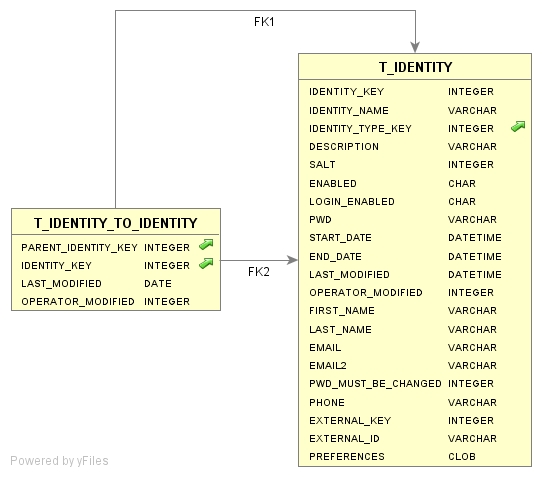 FK1
T_IDENTITY
IDENTITY_KEY INTEGER
IDENTITY_NAME VARCHAR
IDENTITY_TYPE_KEY INTEGER
DESCRIPTION VARCHAR
SALT INTEGER
ENABLED CHAR
LOGIN_ENABLED CHAR
PWD VARCHAR
START_DATE DATETIME
END_DATE DATETIME
LAST_MODIFIED DATETIME
OPERATOR_MODIFIED INTEGER
FIRST_NAME VARCHAR
LAST_NAME VARCHAR
EMAIL VARCHAR
EMAIL2 VARCHAR
PWD_MUST_BE_CHANGED INTEGER
PHONE VARCHAR
EXTERNAL_KEY INTEGER
EXTERNAL_ID VARCHAR
PREFERENCES CLOB
T_IDENTITY_TO_IDENTITY
PARENT_IDENTITY_KEY INTEGER
IDENTITY_KEY INTEGER
LAST_MODIFIED DATE
OPERATOR_MODIFIED INTEGER
FK2
Powered by yFiles